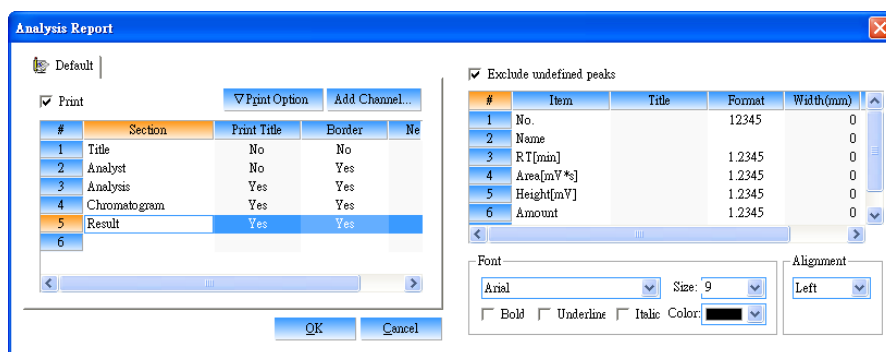 Analysis Report
Default
Print
▽Print Option
Add Channel...
# Section Print Title Border Ne
1 Title No No
2 Analyst No Yes
3 Analysis Yes Yes
4 Chromatogram Yes Yes
5 Result Yes Yes
6
OK
Cancel
Exclude undefined peaks
# Item Title Format Width(mm)
1 No. 12345 0
2 Name 0
3 RT[min] 1.2345 0
4 Area[mV*s] 1.2345 0
5 Height[mV] 1.2345 0
6 Amount 1.2345 0
Font
Arial Size: 9
Bold Underline Italic Color:
Alignment
Left